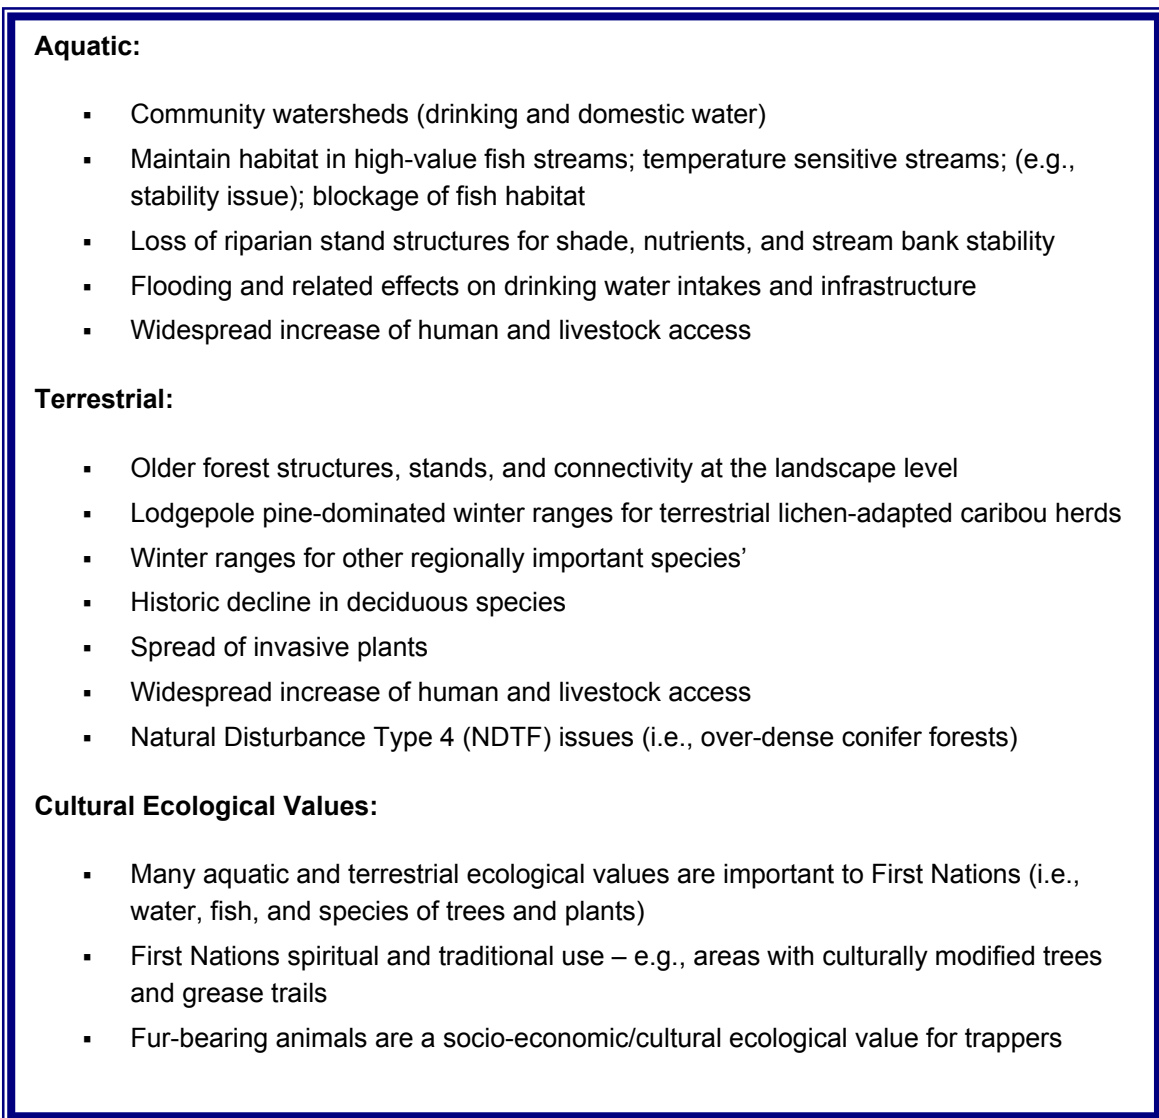 Aquatic:
▪ Community watersheds (drinking and domestic water)
▪ Maintain habitat in high-value fish streams; temperature sensitive streams; (e.g.,
stability issue); blockage of fish habitat
▪ Loss of riparian stand structures for shade, nutrients, and stream bank stability
▪ Flooding and related effects on drinking water intakes and infrastructure
▪ Widespread increase of human and livestock access
Terrestrial:
▪ Older forest structures, stands, and connectivity at the landscape level
▪ Lodgepole pine-dominated winter ranges for terrestrial lichen-adapted caribou herds
▪ Winter ranges for other regionally important species’
▪ Historic decline in deciduous species
▪ Spread of invasive plants
▪ Widespread increase of human and livestock access
▪ Natural Disturbance Type 4 (NDTF) issues (i.e., over-dense conifer forests)
Cultural Ecological Values:
▪ Many aquatic and terrestrial ecological values are important to First Nations (i.e.,
water, fish, and species of trees and plants)
▪ First Nations spiritual and traditional use – e.g., areas with culturally modified trees
and grease trails
▪ Fur-bearing animals are a socio-economic/cultural ecological value for trappers